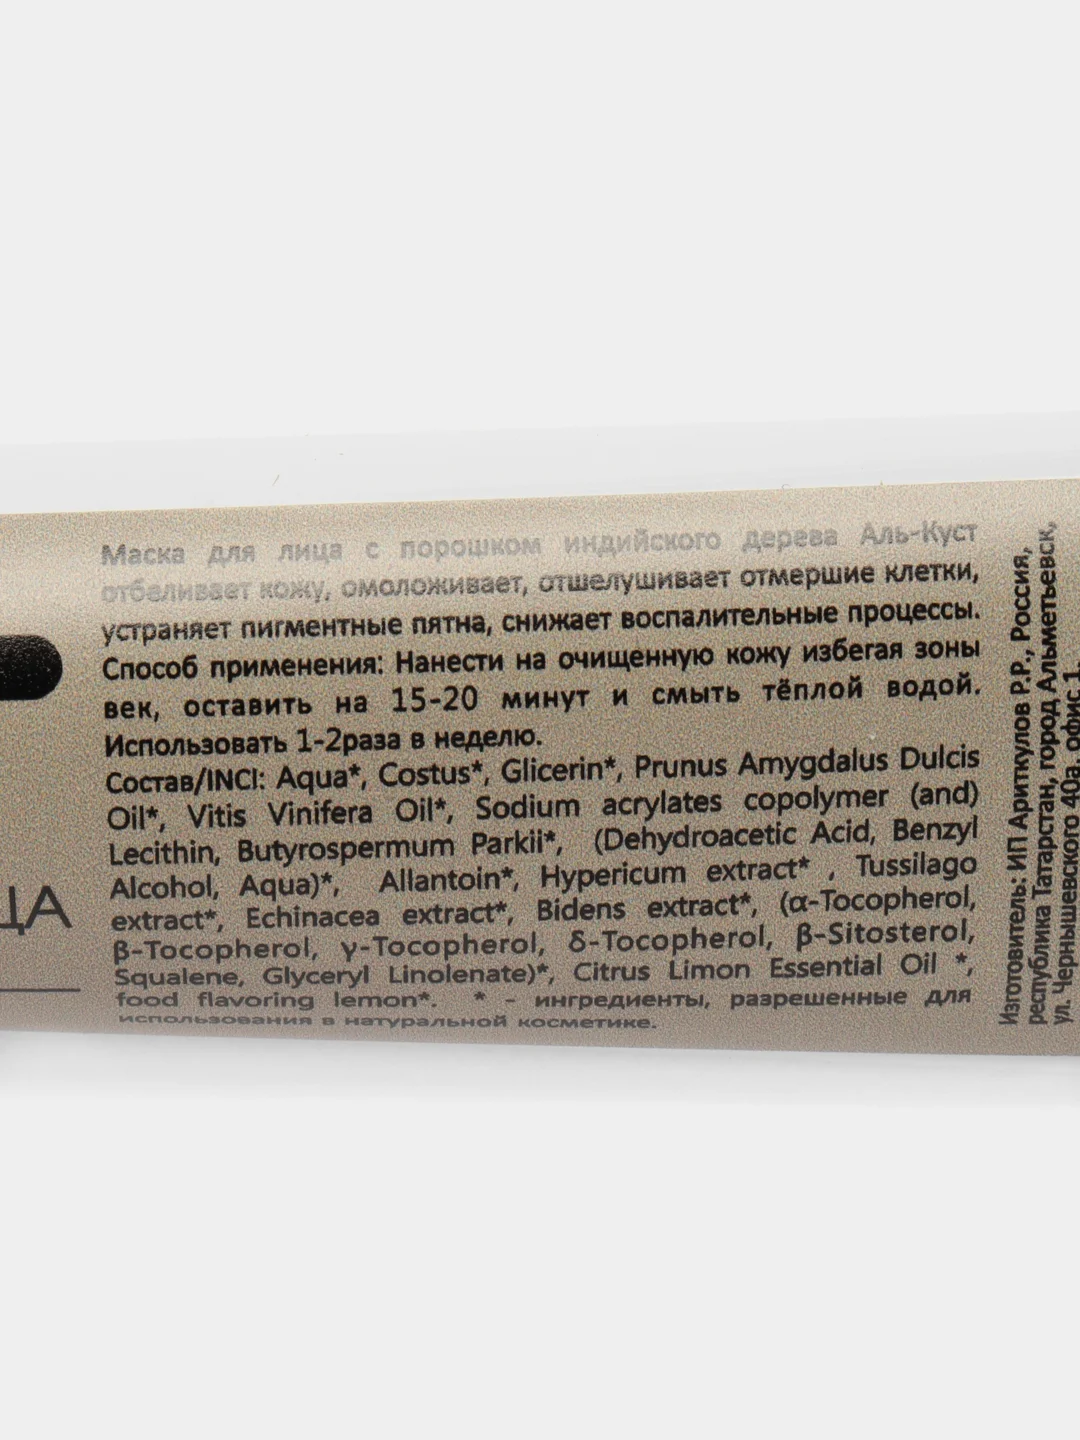 Маска для лица с порошком индийского дерева Аль-Куст
отбеливает кожу, омоложивает, отшелушивает отмершие клетки,
устраняет пигментные пятна, снижает воспалительные процессы.
Способ применения: Нанести на очищенную кожу избегая зоны
век, оставить на 15-20 минут и смыть тёплой водой.
Использовать 1-2раза в неделю.
Состав/INCI: Aqua*, Costus*, Glicerin*, Prunus Amygdalus Dulcis
Oil*, Vitis Vinifera Oil*, Sodium acrylates copolymer (and)
Lecithin, Butyrospermum Parkii*, (Dehydroacetic Acid, Benzyl
Alcohol, Aqua)*, Allantoin*, Hypericum extract* , Tussilago
extract*, Echinacea extract*, Bidens extract*, (α-Tocopherol,
β-Tocopherol, γ-Tocopherol, δ-Tocopherol, β-Sitosterol,
Squalene, Glyceryl Linolenate)*, Citrus Limon Essential Oil *,
food flavoring lemon*. * - ингредиенты, разрешенные для
использования в натуральной косметике.
ЦА
Изготовитель: ИП Ариткулов Р.Р., Россия,
республика Татарстан, город Альметьевск,
ул. Чернышевского 40а, офис 1.